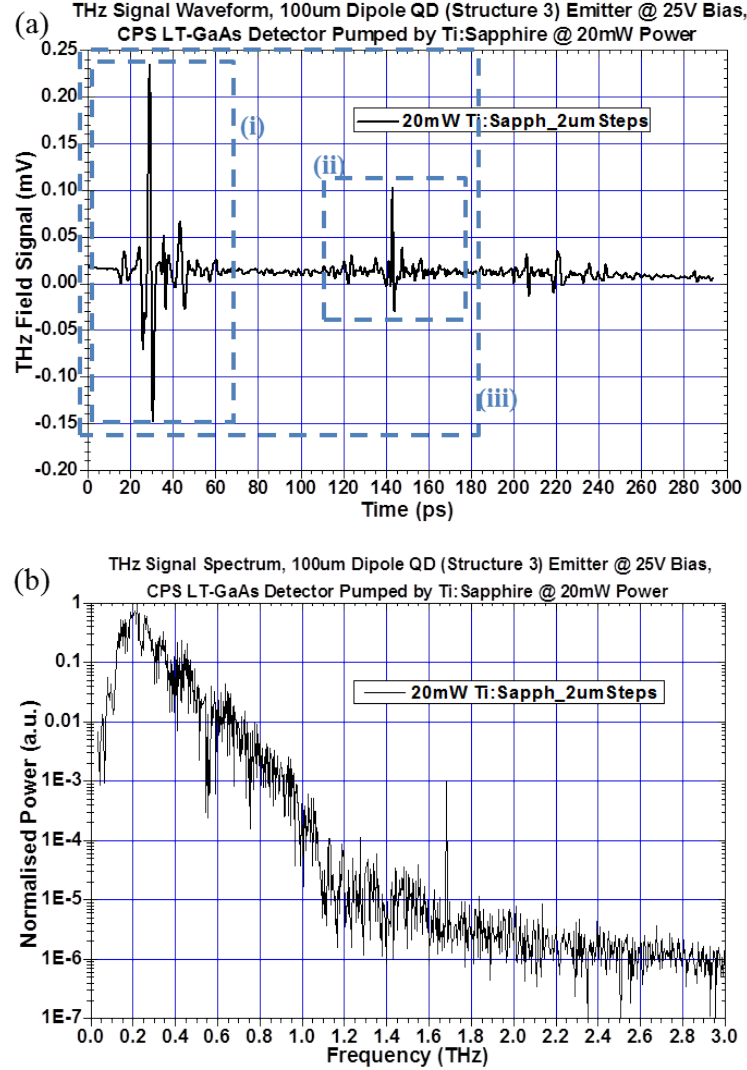 (a)
THz Signal Waveform, 100um Dipole QD (Structure 3) Emitter @ 25V Bias,
CPS LT-GaAs Detector Pumped by Ti:Sapphire @ 20mW Power
0.25
0.20
0.15
0.10
0.05
0.00
-0.05
-0.10
-0.15
-0.20
THz Field Signal (mV)
20mW Ti:Sapph_2um Steps
(i)
(ii)
(iii)
0 20 40 60 80 100 120 140 160 180 200 220 240 260 280 300
Time (ps)
(b)
THz Signal Spectrum, 100um Dipole QD (Structure 3) Emitter @ 25V Bias,
CPS LT-GaAs Detector Pumped by Ti:Sapphire @ 20mW Power
1
0.1
0.01
1E-3
1E-4
1E-5
1E-6
1E-7
Normalised Power (a.u.)
20mW Ti:Sapph_2um Steps
0.0 0.2 0.4 0.6 0.8 1.0 1.2 1.4 1.6 1.8 2.0 2.2 2.4 2.6 2.8 3.0
Frequency (THz)